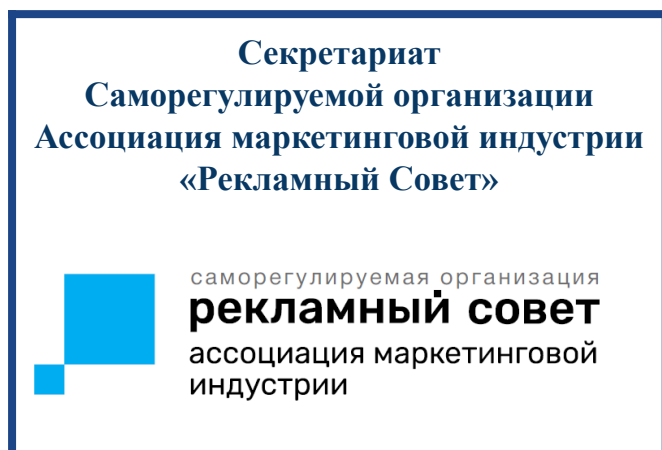 Секретариат
Саморегулируемой организации
Ассоциация маркетинговой индустрии
«Рекламный Совет»
саморегулируемая организация
рекламный совет
ассоциация маркетинговой
индустрии